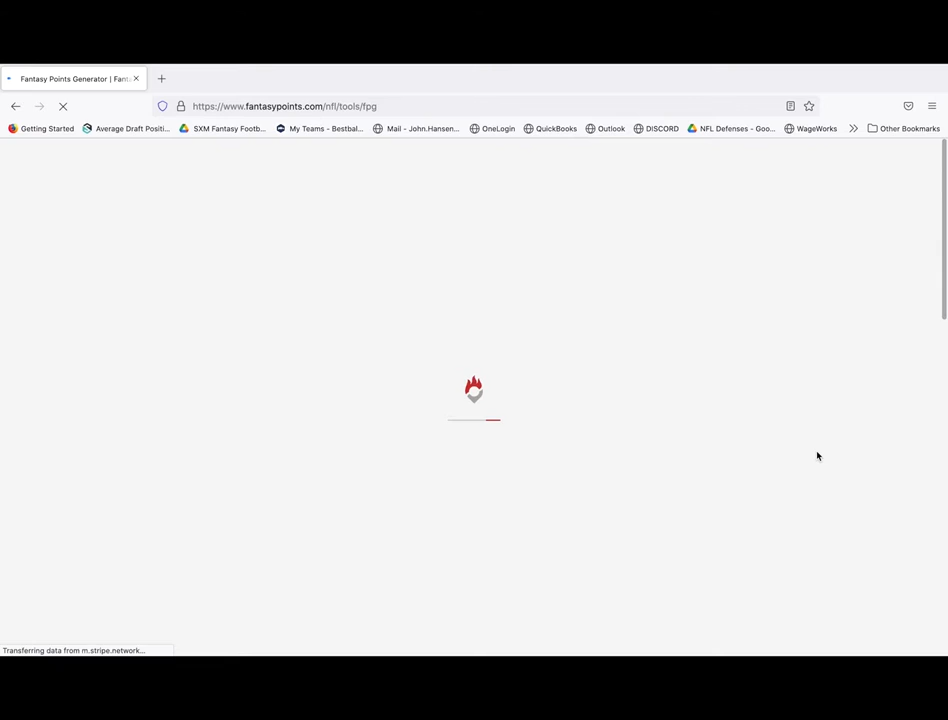 Fantasy Points Generator | Fant
https://www.fantasypoints.com/nfl/tools/fpg
Getting Started Average Draft Positi... SXM Fantasy Footb... My Teams - Bestbal... Mail - John.Hansen... OneLogin QuickBooks Outlook DISCORD NFL Defenses - Goo... WageWorks Other Bookmarks
Transferring data from m.stripe.network...